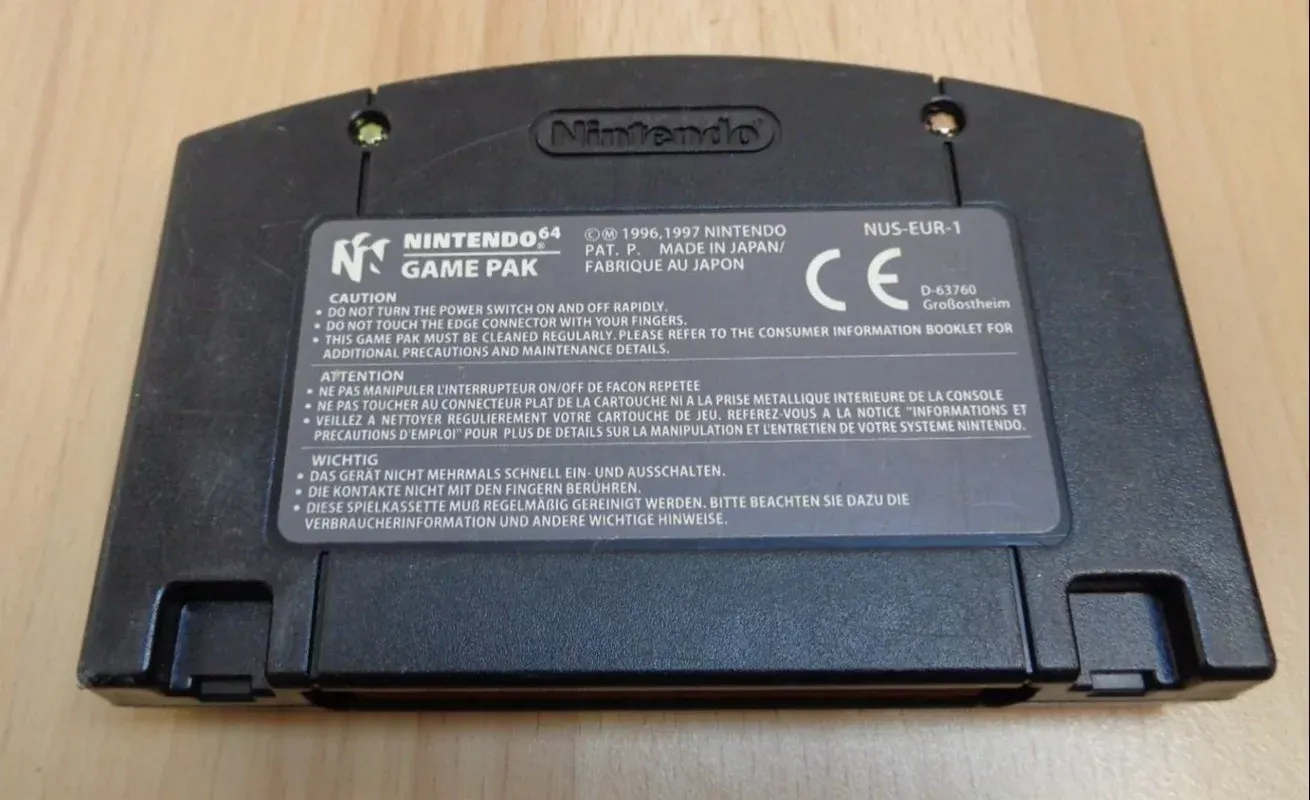 Nintendo®
NINTENDO64®
GAME PAK
©Ⓜ 1996,1997 NINTENDO
PAT. P. MADE IN JAPAN/
FABRIQUE AU JAPON
NUS-EUR-1
CE
D-63760
Großostheim
CAUTION
• DO NOT TURN THE POWER SWITCH ON AND OFF RAPIDLY.
• DO NOT TOUCH THE EDGE CONNECTOR WITH YOUR FINGERS.
• THIS GAME PAK MUST BE CLEANED REGULARLY. PLEASE REFER TO THE CONSUMER INFORMATION BOOKLET FOR
ADDITIONAL PRECAUTIONS AND MAINTENANCE DETAILS.
ATTENTION
• NE PAS MANIPULER L'INTERRUPTEUR ON/OFF DE FACON REPETEE
• NE PAS TOUCHER AU CONNECTEUR PLAT DE LA CARTOUCHE NI A LA PRISE METALLIQUE INTERIEURE DE LA CONSOLE
• VEILLEZ A NETTOYER REGULIEREMENT VOTRE CARTOUCHE DE JEU. REFEREZ-VOUS A LA NOTICE "INFORMATIONS ET
PRECAUTIONS D'EMPLOI" POUR PLUS DE DETAILS SUR LA MANIPULATION ET L'ENTRETIEN DE VOTRE SYSTEME NINTENDO.
WICHTIG
• DAS GERÄT NICHT MEHRMALS SCHNELL EIN- UND AUSSCHALTEN.
• DIE KONTAKTE NICHT MIT DEN FINGERN BERÜHREN.
• DIESE SPIELKASSETTE MUß REGELMÄßIG GEREINIGT WERDEN. BITTE BEACHTEN SIE DAZU DIE
VERBRAUCHERINFORMATION UND ANDERE WICHTIGE HINWEISE.